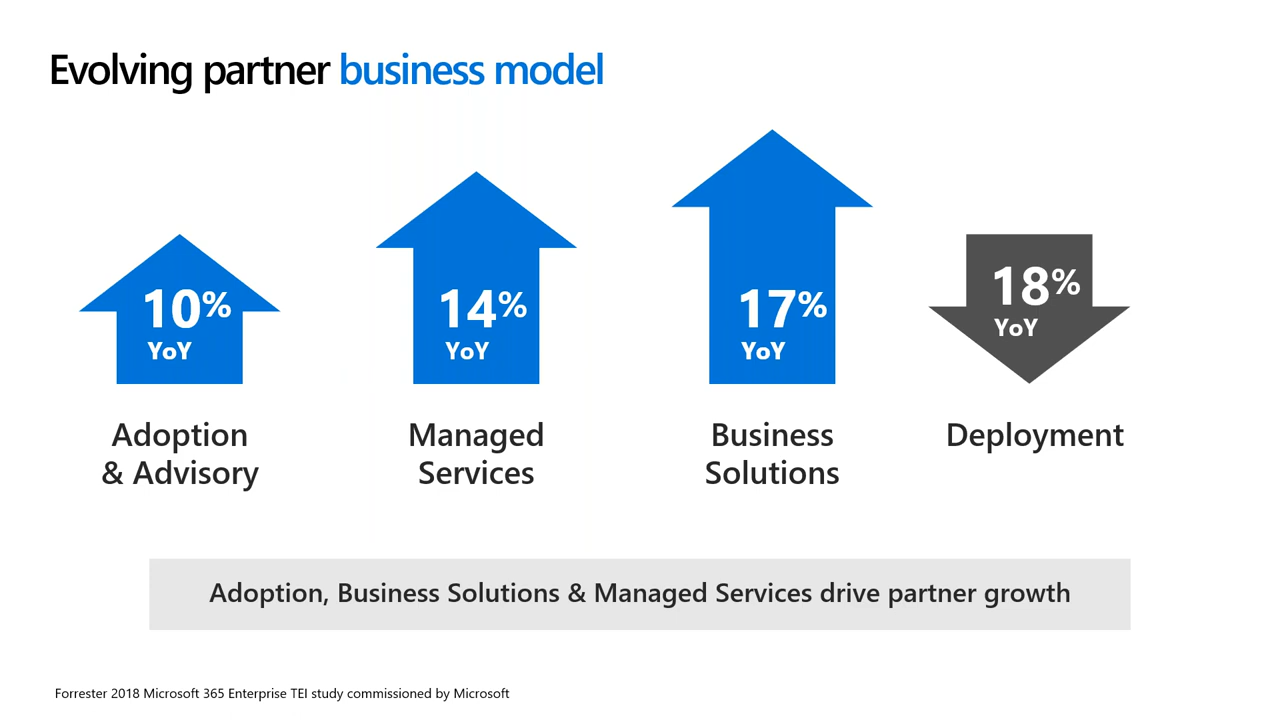 Evolving partner business model
10%
YoY
14%
YoY
17%
YoY
18%
YoY
Adoption
& Advisory
Managed
Services
Business
Solutions
Deployment
Adoption, Business Solutions & Managed Services drive partner growth
Forrester 2018 Microsoft 365 Enterprise TEI study commissioned by Microsoft